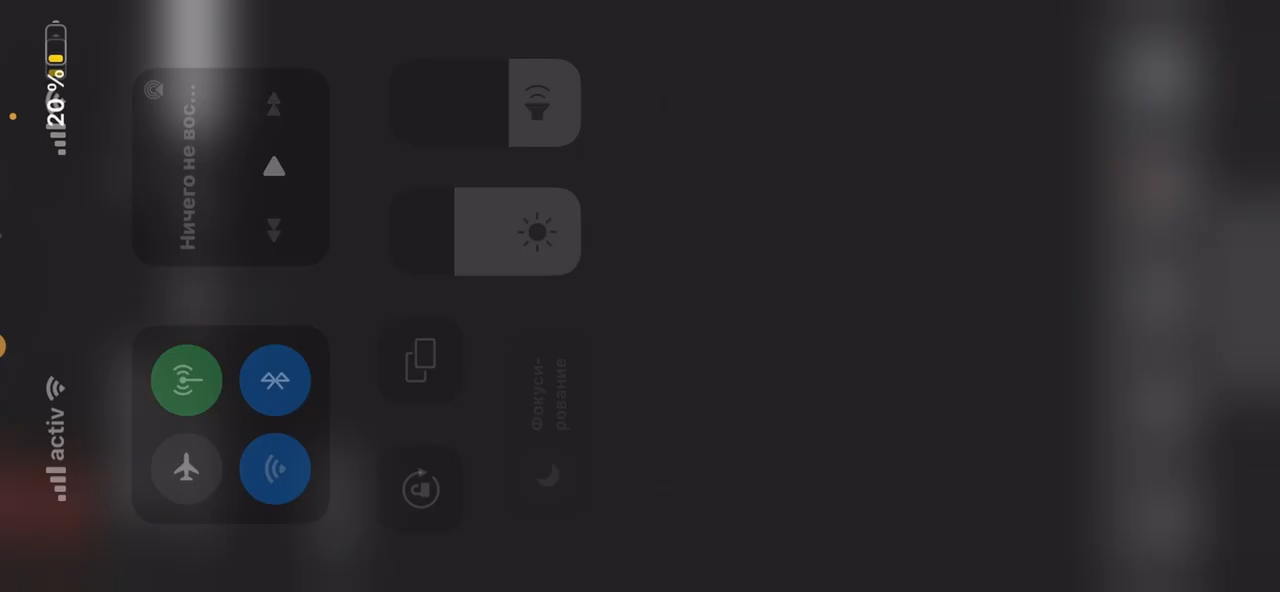 activ
20 %
Ничего не вос...
Фокуси-
рование